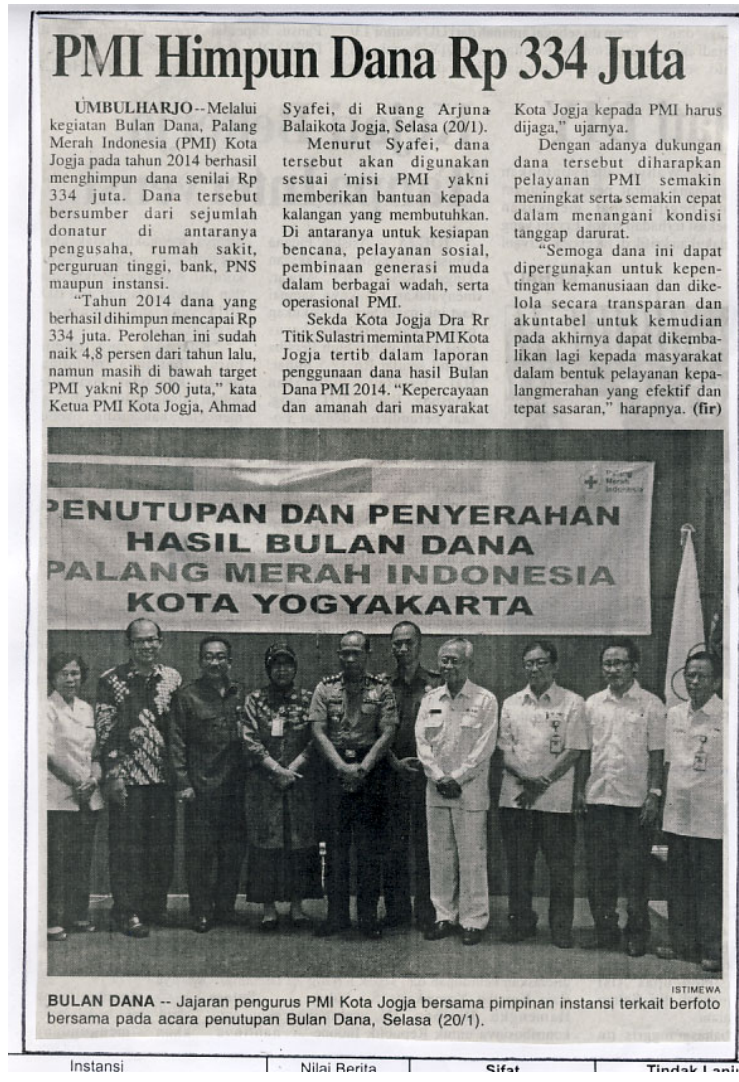 PMI Himpun Dana Rp 334 Juta
UMBULHARJO--Melalui
kegiatan Bulan Dana, Palang
Merah Indonesia (PMI) Kota
Jogja pada tahun 2014 berhasil
menghimpun dana senilai Rp
334 juta. Dana tersebut
bersumber dari sejumlah
donatur di antaranya
pengusaha, rumah sakit,
perguruan tinggi, bank, PNS
maupun instansi.
"Tahun 2014 dana yang
berhasil dihimpun mencapai Rp
334 juta. Perolehan ini sudah
naik 4,8 persen dari tahun lalu,
namun masih di bawah target
PMI yakni Rp 500 juta," kata
Ketua PMI Kota Jogja, Ahmad
Syafei, di Ruang Arjuna
Balaikota Jogja, Selasa (20/1).
Menurut Syafei, dana
tersebut akan digunakan
sesuai misi PMI yakni
memberikan bantuan kepada
kalangan yang membutuhkan.
Di antaranya untuk kesiapan
bencana, pelayanan sosial,
pembinaan generasi muda
dalam berbagai wadah, serta
operasional PMI.
Sekda Kota Jogja Dra Rr
Titik Sulastri meminta PMI Kota
Jogja tertib dalam laporan
penggunaan dana hasil Bulan
Dana PMI 2014. "Kepercayaan
dan amanah dari masyarakat
Kota Jogja kepada PMI harus
dijaga," ujarnya.
Dengan adanya dukungan
dana tersebut diharapkan
pelayanan PMI semakin
meningkat serta semakin cepat
dalam menangani kondisi
tanggap darurat.
"Semoga dana ini dapat
dipergunakan untuk kepen-
tingan kemanusiaan dan dike-
lola secara transparan dan
akuntabel untuk kemudian
pada akhirnya dapat dikemba-
likan lagi kepada masyarakat
dalam bentuk pelayanan kepa-
langmerahan yang efektif dan
tepat sasaran," harapnya. (fir)
Palang
Merah
Indonesia
PENUTUPAN DAN PENYERAHAN
HASIL BULAN DANA
PALANG MERAH INDONESIA
KOTA YOGYAKARTA
ISTIMEWA
BULAN DANA -- Jajaran pengurus PMI Kota Jogja bersama pimpinan instansi terkait berfoto
bersama pada acara penutupan Bulan Dana, Selasa (20/1).
Instansi Nilai Berita Sifat Tindak Lanj